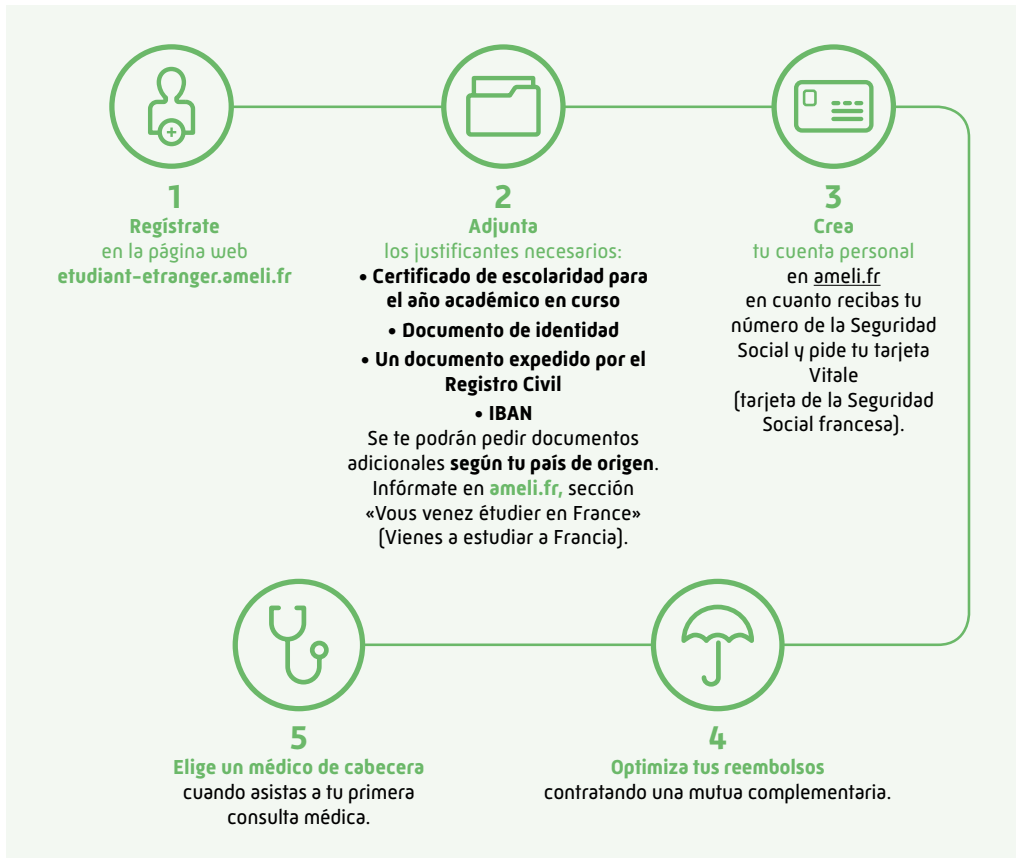 1
Regístrate
en la página web
etudiant-etranger.ameli.fr
2
Adjunta
los justificantes necesarios:
• Certificado de escolaridad para
el año académico en curso
• Documento de identidad
• Un documento expedido por el
Registro Civil
• IBAN
Se te podrán pedir documentos
adicionales según tu país de origen.
Infórmate en ameli.fr, sección
«Vous venez étudier en France»
(Vienes a estudiar a Francia).
3
Crea
tu cuenta personal
en ameli.fr
en cuanto recibas tu
número de la Seguridad
Social y pide tu tarjeta
Vitale
(tarjeta de la Seguridad
Social francesa).
4
Optimiza tus reembolsos
contratando una mutua complementaria.
5
Elige un médico de cabecera
cuando asistas a tu primera
consulta médica.